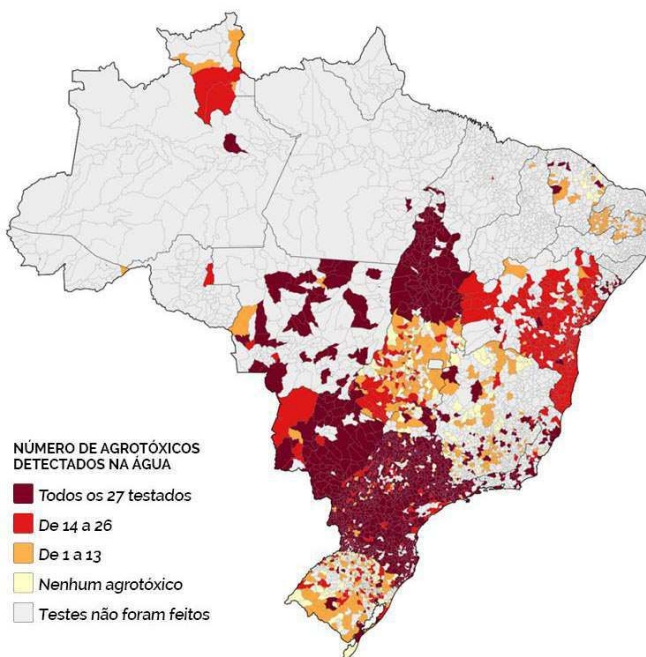 NÚMERO DE AGROTÓXICOS
DETECTADOS NA ÁGUA
Todos os 27 testados
De 14 a 26
De 1 a 13
Nenhum agrotóxico
Testes não foram feitos